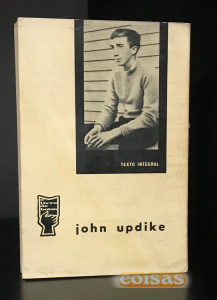 TEXTO INTEGRAL
john updike
coisas